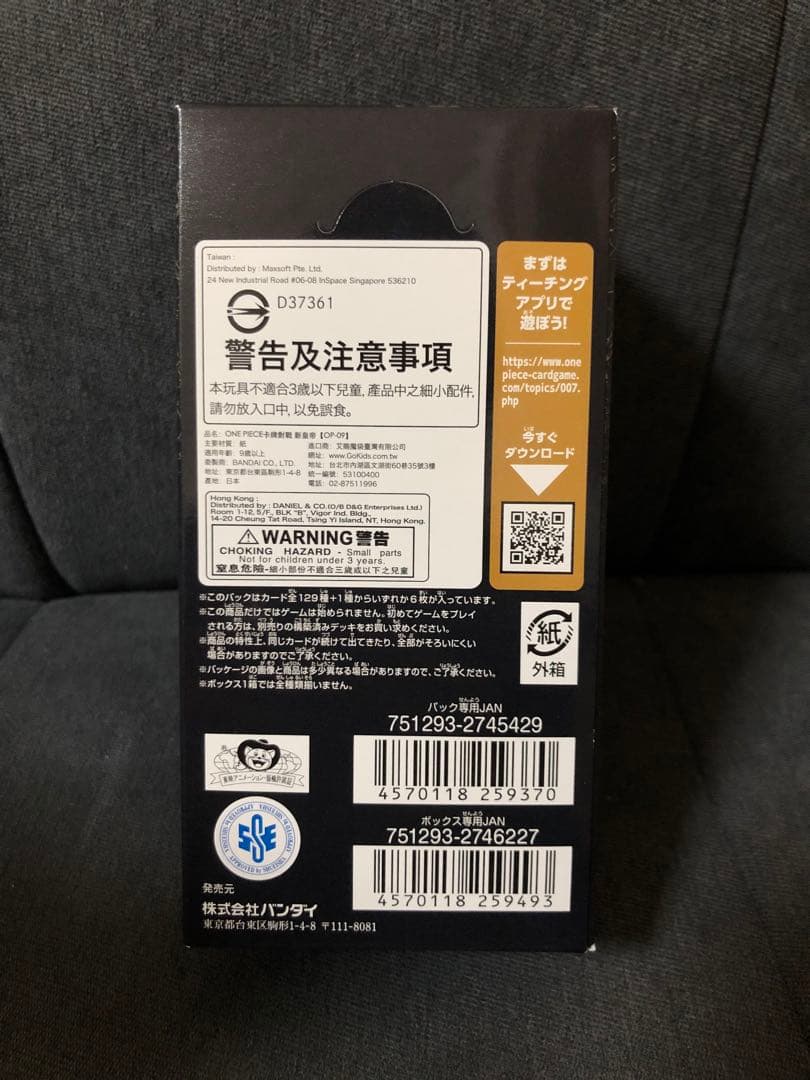 Taiwan :
Distributed by : Maxsoft Pte. Ltd.
24 New Industrial Road #06-08 InSpace Singapore 536210
D37361
警告及注意事項
本玩具不適合3歲以下兒童, 產品中之細小配件,
請勿放入口中, 以免誤食。
品名: ONE PIECE卡牌對戰 新皇帝【OP-09】
主要材質: 紙
適用年齡: 9歲以上
委製商: BANDAI CO., LTD.
地址: 東京都台東區駒形1-4-8
產地: 日本
進口商: 艾鵬魔袋臺灣有限公司
網址: www.GoKids.com.tw
地址: 台北市內湖區文湖街60巷35號3樓
統一編號: 53100400
電話: 02-87511996
Hong Kong :
Distributed by : DANIEL & CO.(O/B D&G Enterprises Ltd.)
Room 1-12, 5/F., BLK "B", Vigor Ind. Bldg.,
14-20 Cheung Tat Road, Tsing Yi Island, NT, Hong Kong.
WARNING 警告
CHOKING HAZARD - Small parts
Not for children under 3 years.
窒息危險-細小部份不適合三歲或以下之兒童
まずは
ティーチング
アプリで
遊ぼう!
https://www.one
piece-cardgame.
com/topics/007.
php
今すぐ
ダウンロード
※このパックはカード全129種+1種からいずれか6枚が入っています。
※この商品だけではゲームは始められません。初めてゲームをプレイ
される方は、別売りの構築済みデッキをお買い求めください。
※商品の特性上、同じカードが続けて出てきたり、全部がそろいにくい
場合がありますのでご了承ください。
※パッケージの画像と商品は多少異なる場合がありますので、ご了承ください。
※ボックス1箱では全種類揃いません。
紙
外箱
パック専用JAN
751293-2745429
4570118 259370
ボックス専用JAN
751293-2746227
4570118 259493
東映アニメーション・版権許諾証
発売元
株式会社バンダイ
東京都台東区駒形1-4-8 〒111-8081